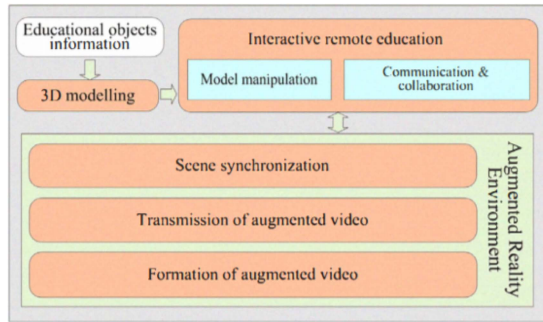 Educational objects
information
3D modelling
Interactive remote education
Model manipulation
Communication &
collaboration
Scene synchronization
Transmission of augmented video
Formation of augmented video
Augmented Reality
Environment